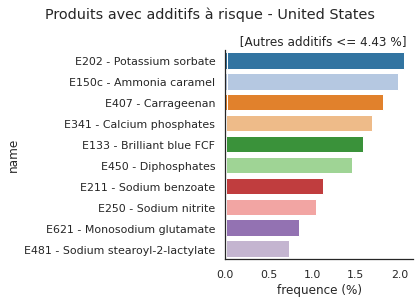 Produits avec additifs à risque - United States
[Autres additifs <= 4.43 %]
E202 - Potassium sorbate
E150c - Ammonia caramel
E407 - Carrageenan
E341 - Calcium phosphates
E133 - Brilliant blue FCF
E450 - Diphosphates
E211 - Sodium benzoate
E250 - Sodium nitrite
E621 - Monosodium glutamate
E481 - Sodium stearoyl-2-lactylate
name
0.0 0.5 1.0 1.5 2.0
frequence (%)